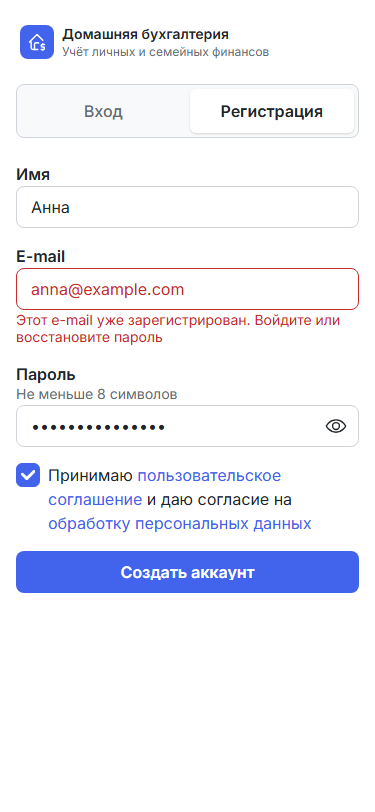 Домашняя бухгалтерия
Учёт личных и семейных финансов
Вход
Регистрация
Имя
Анна
E-mail
anna@example.com
Этот e-mail уже зарегистрирован. Войдите или
восстановите пароль
Пароль
Не меньше 8 символов
•••••••••••••••
Принимаю пользовательское
соглашение и даю согласие на
обработку персональных данных
Создать аккаунт